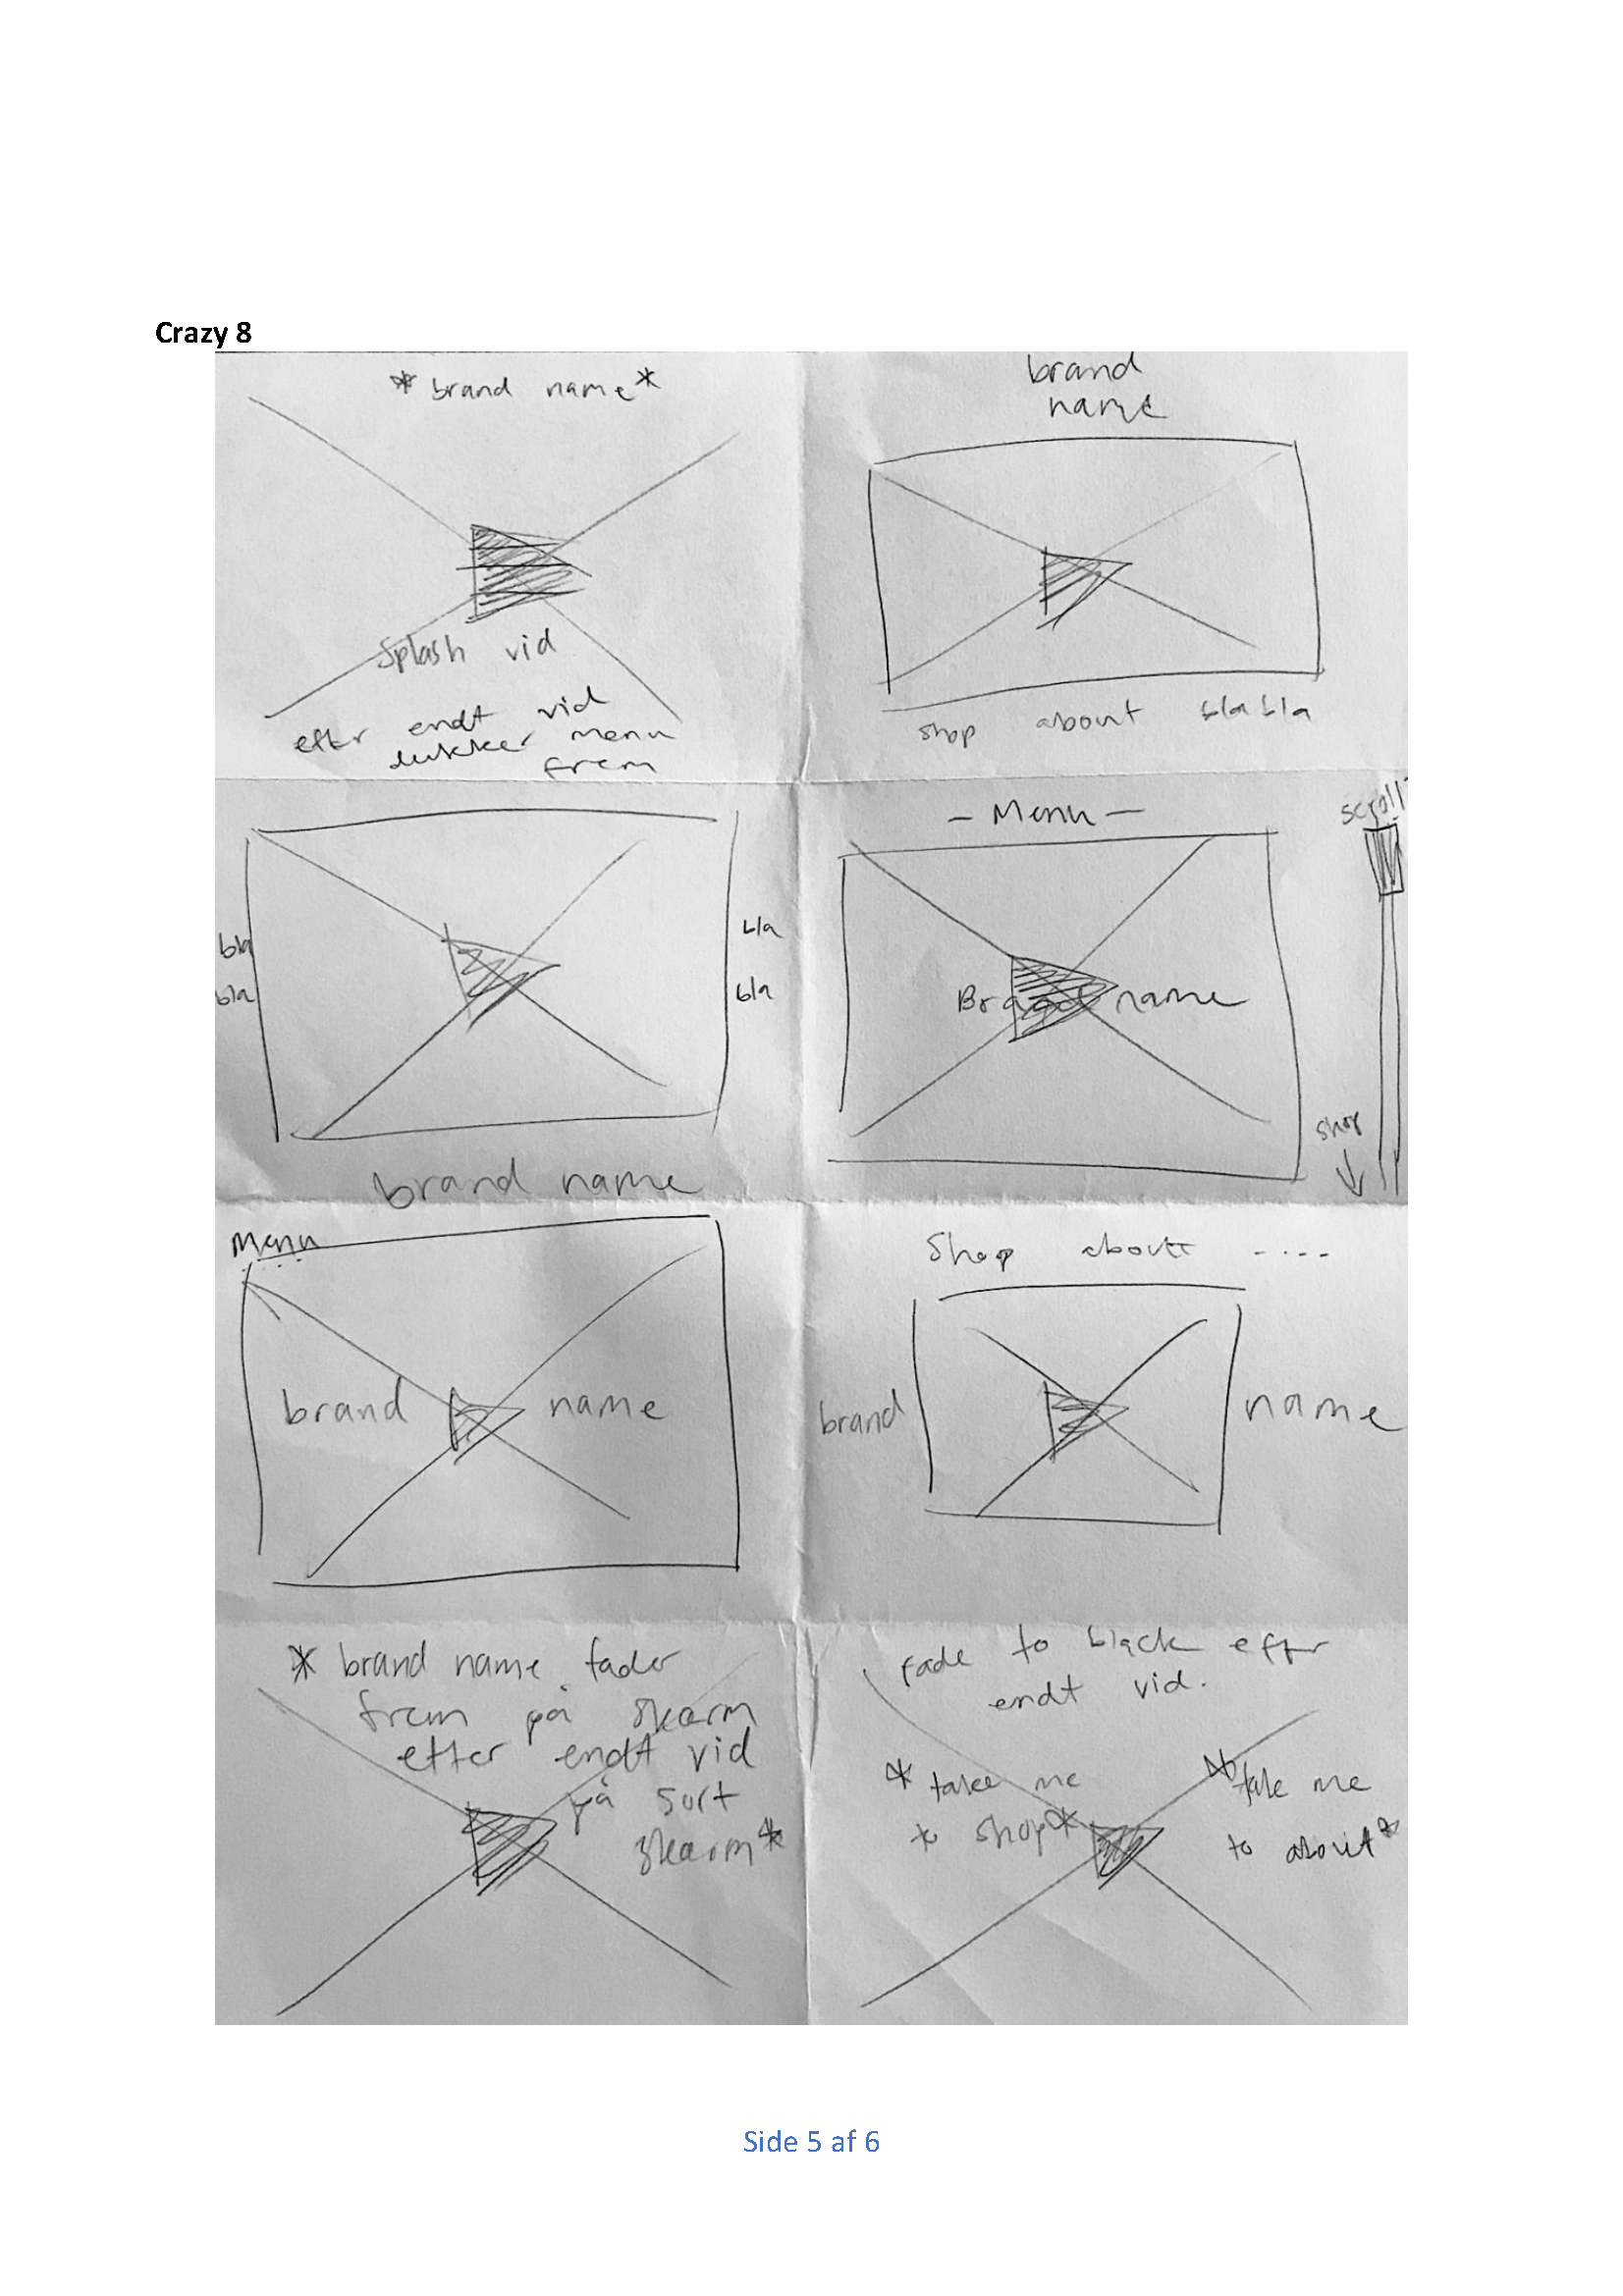 Crazy 8
* brand name *
Splash vid
efter endt vid
dukker menu
frem
brand
name
shop about bla bla
bla
bla
bla
bla
brand name
- Menu -
scroll
Brand name
shop
Menu
brand name
Shop about ....
brand name
* brand name fader
frem på skærm
efter endt vid
på sort
skærm *
fade to black efter
endt vid.
* take me
to shop *
* take me
to about *
Side 5 af 6